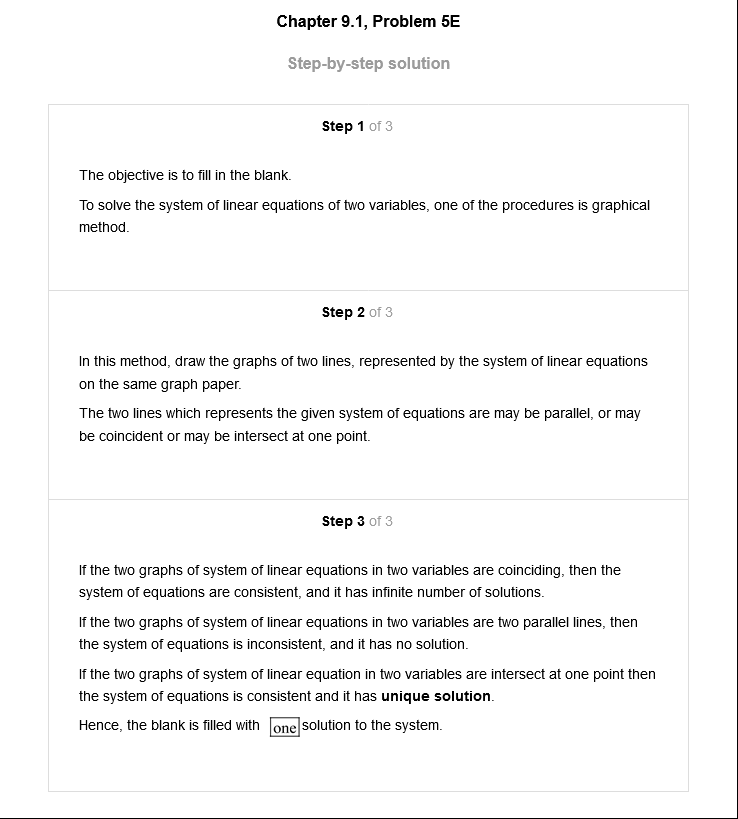 Chapter 9.1, Problem 5E
Step-by-step solution
Step 1 of 3
The objective is to fill in the blank.
To solve the system of linear equations of two variables, one of the procedures is graphical
method.
Step 2 of 3
In this method, draw the graphs of two lines, represented by the system of linear equations
on the same graph paper.
The two lines which represents the given system of equations are may be parallel, or may
be coincident or may be intersect at one point.
Step 3 of 3
If the two graphs of system of linear equations in two variables are coinciding, then the
system of equations are consistent, and it has infinite number of solutions.
If the two graphs of system of linear equations in two variables are two parallel lines, then
the system of equations is inconsistent, and it has no solution.
If the two graphs of system of linear equation in two variables are intersect at one point then
the system of equations is consistent and it has unique solution.
Hence, the blank is filled with one solution to the system.